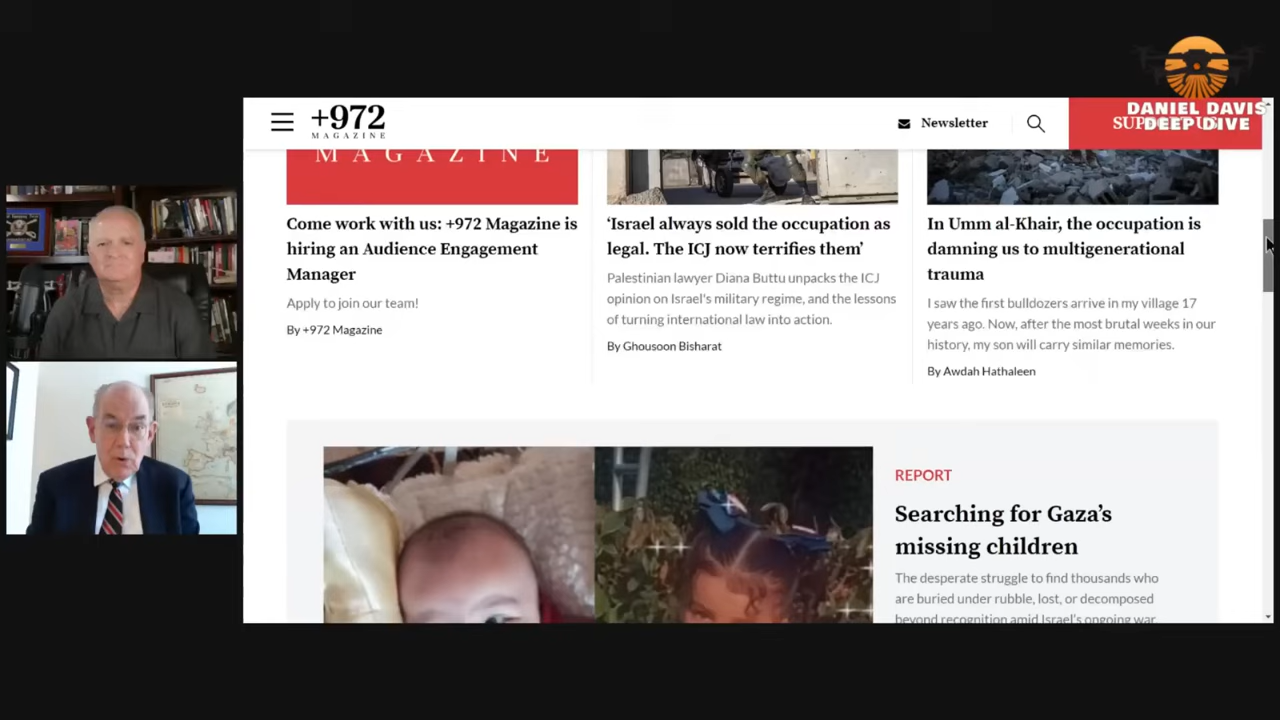 DANIEL DAVIS
DEEP DIVE
+972
MAGAZINE
Newsletter
MAGAZINE
Come work with us: +972 Magazine is
hiring an Audience Engagement
Manager
Apply to join our team!
By +972 Magazine
‘Israel always sold the occupation as
legal. The ICJ now terrifies them’
Palestinian lawyer Diana Buttu unpacks the ICJ
opinion on Israel's military regime, and the lessons
of turning international law into action.
By Ghousoon Bisharat
In Umm al-Khair, the occupation is
damning us to multigenerational
trauma
I saw the first bulldozers arrive in my village 17
years ago. Now, after the most brutal weeks in our
history, my son will carry similar memories.
By Awdah Hathaleen
REPORT
Searching for Gaza’s
missing children
The desperate struggle to find thousands who
are buried under rubble, lost, or decomposed
beyond recognition amid Israel's ongoing war.